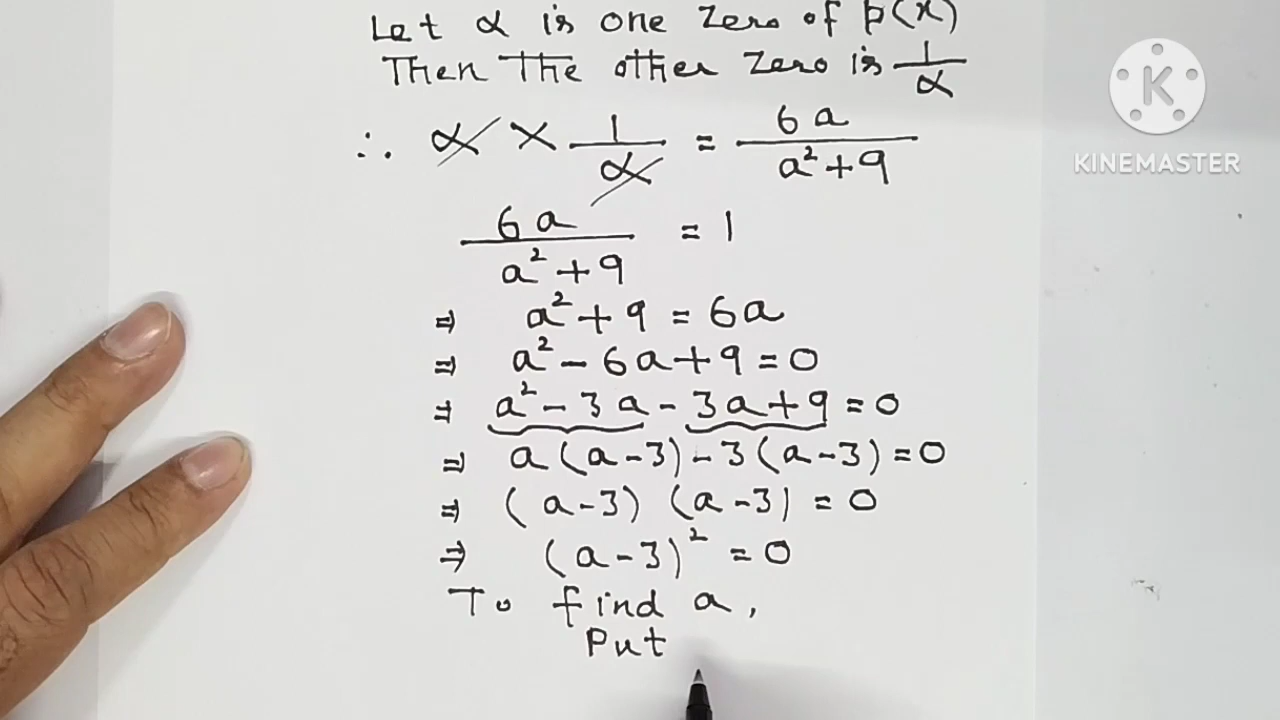 Let α is one zero of p(x)
Then The other zero is 1/α
∴ α × 1/α = 6a/(a²+9)
6a/(a²+9) = 1
⇒ a²+9 = 6a
⇒ a²-6a+9=0
⇒ a²-3a-3a+9=0
⇒ a(a-3)-3(a-3)=0
⇒ (a-3)(a-3)=0
⇒ (a-3)²=0
To find a,
Put
K
KINEMASTER